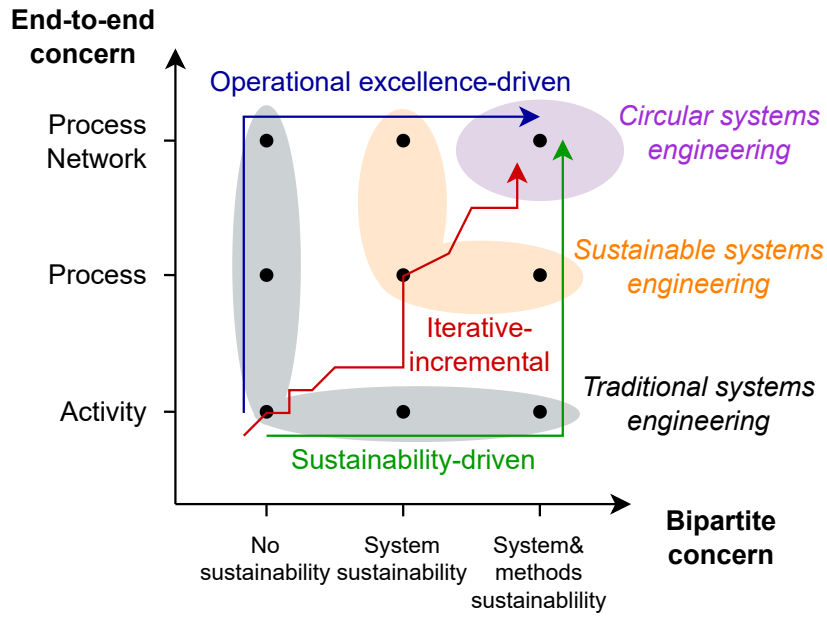 End-to-end
concern
Operational excellence-driven
Process
Network
Circular systems
engineering
Process
Sustainable systems
engineering
Iterative-
incremental
Activity
Traditional systems
engineering
Sustainability-driven
Bipartite
concern
No
sustainability
System
sustainability
System&
methods
sustainablility